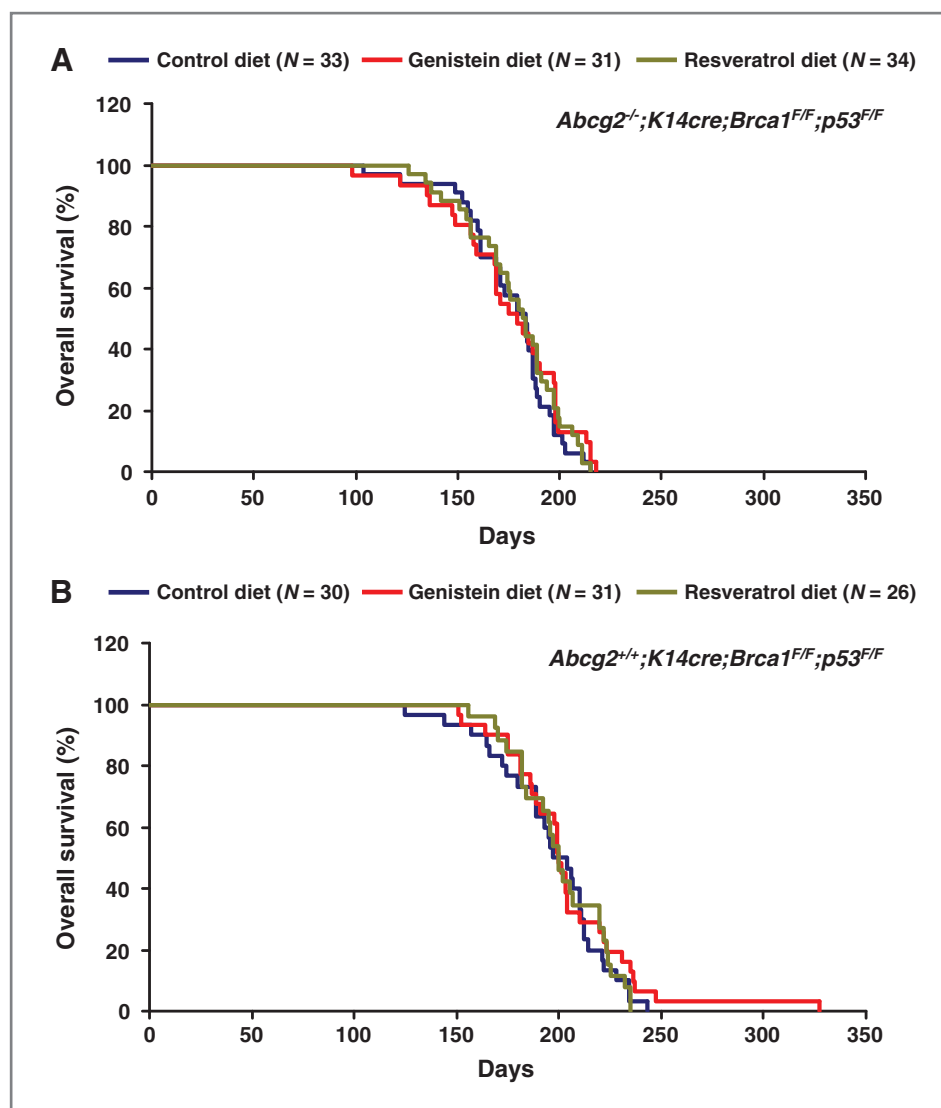 A
Control diet (N = 33) Genistein diet (N = 31) Resveratrol diet (N = 34)
Abcg2-/-;K14cre;Brca1F/F;p53F/F
120
100
80
60
40
20
0
Overall survival (%)
0 50 100 150 200 250 300 350
Days
B
Control diet (N = 30) Genistein diet (N = 31) Resveratrol diet (N = 26)
Abcg2+/+;K14cre;Brca1F/F;p53F/F
120
100
80
60
40
20
0
Overall survival (%)
0 50 100 150 200 250 300 350
Days